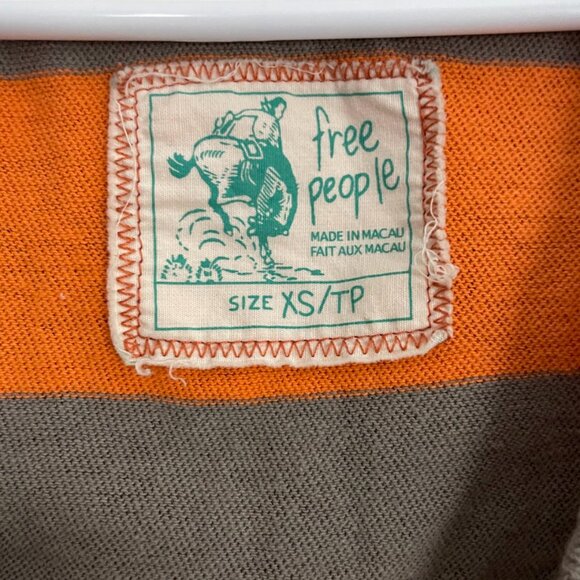 free
people
MADE IN MACAU
FAIT AUX MACAU
SIZE XS/TP